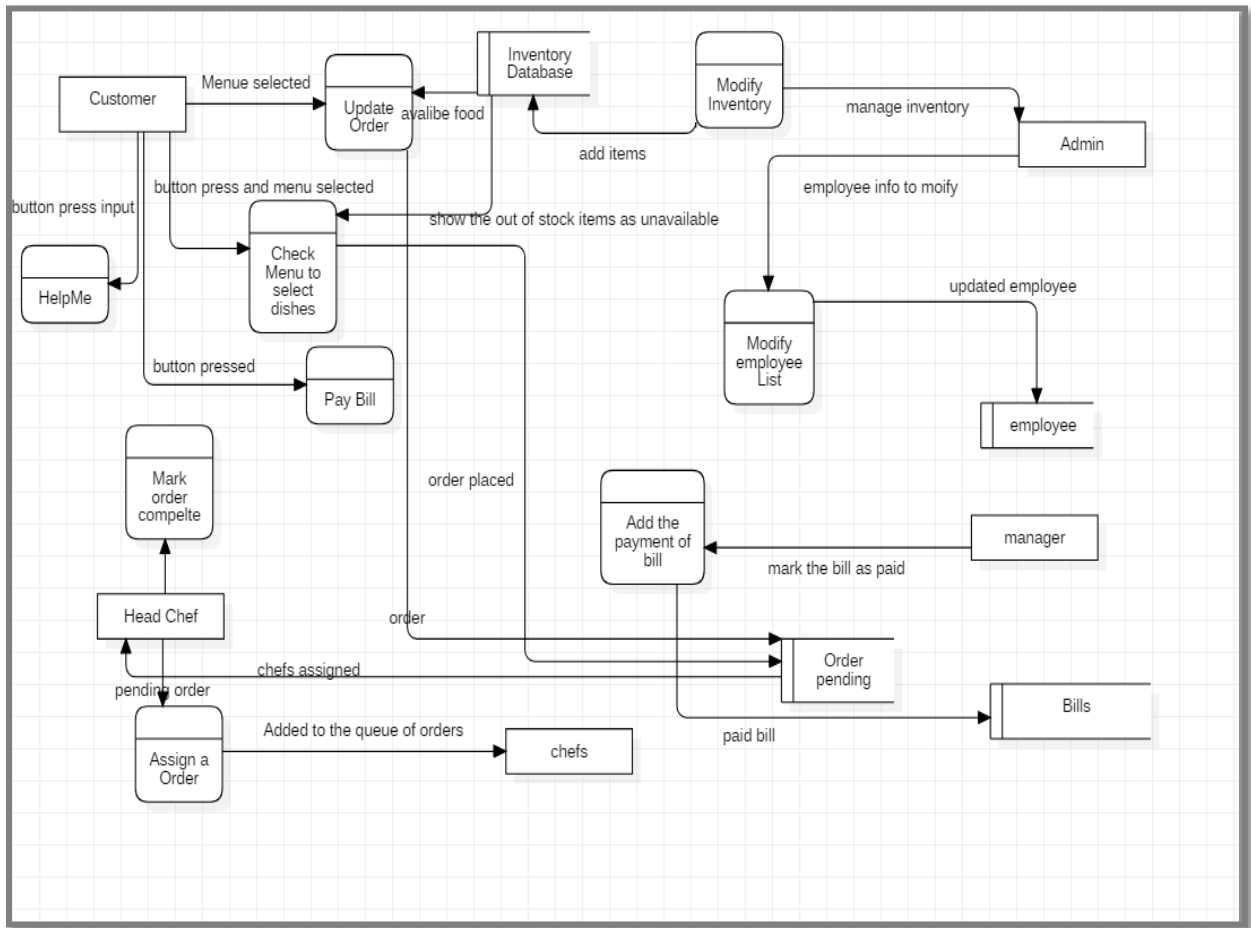 Inventory
Database
Customer
Menue selected
Update
Order
avalibe food
Modify
Inventory
manage inventory
add items
Admin
button press and menu selected
employee info to moify
button press input
show the out of stock items as unavailable
Check
Menu to
select
dishes
HelpMe
updated employee
Modify
employee
List
button pressed
Pay Bill
employee
Mark
order
compelte
order placed
Add the
payment of
bill
manager
mark the bill as paid
Head Chef
order
chefs assigned
Order
pending
pending order
Bills
Added to the queue of orders
paid bill
Assign a
Order
chefs